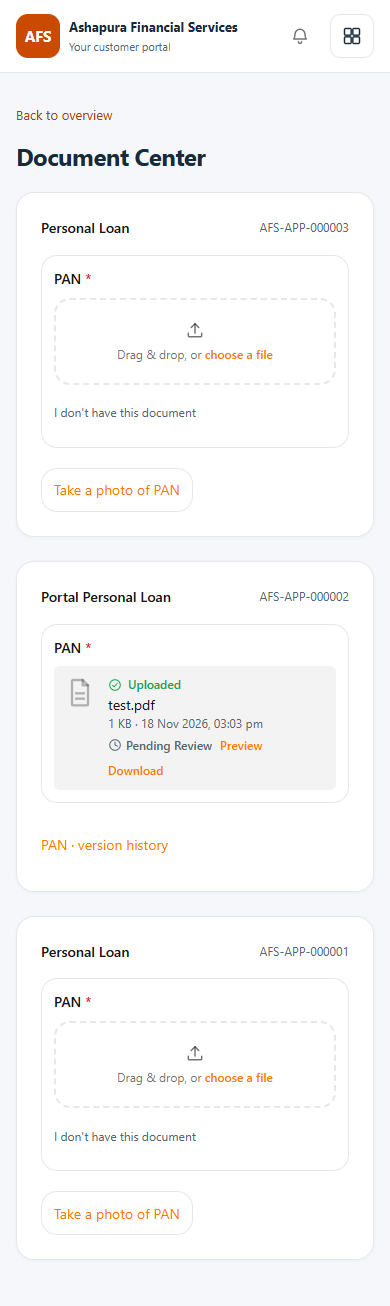 AFS
Ashapura Financial Services
Your customer portal
Back to overview
Document Center
Personal Loan
AFS-APP-000003
PAN *
Drag & drop, or choose a file
I don't have this document
Take a photo of PAN
Portal Personal Loan
AFS-APP-000002
PAN *
Uploaded
test.pdf
1 KB · 18 Nov 2026, 03:03 pm
Pending Review Preview
Download
PAN · version history
Personal Loan
AFS-APP-000001
PAN *
Drag & drop, or choose a file
I don't have this document
Take a photo of PAN